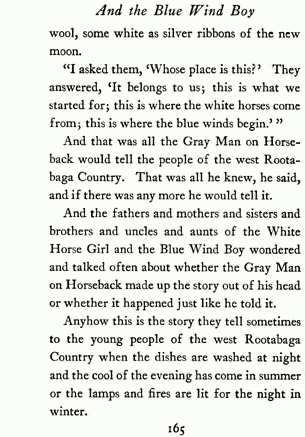 And the Blue Wind Boy
wool, some white as silver ribbons of the new
moon.
“I asked them, ‘Whose place is this?’ They
answered, ‘It belongs to us; this is what we
started for; this is where the white horses come
from; this is where the blue winds begin.’ ”
And that was all the Gray Man on Horse-
back would tell the people of the west Roota-
baga Country. That was all he knew, he said,
and if there was any more he would tell it.
And the fathers and mothers and sisters and
brothers and uncles and aunts of the White
Horse Girl and the Blue Wind Boy wondered
and talked often about whether the Gray Man
on Horseback made up the story out of his head
or whether it happened just like he told it.
Anyhow this is the story they tell sometimes
to the young people of the west Rootabaga
Country when the dishes are washed at night
and the cool of the evening has come in summer
or the lamps and fires are lit for the night in
winter.
165